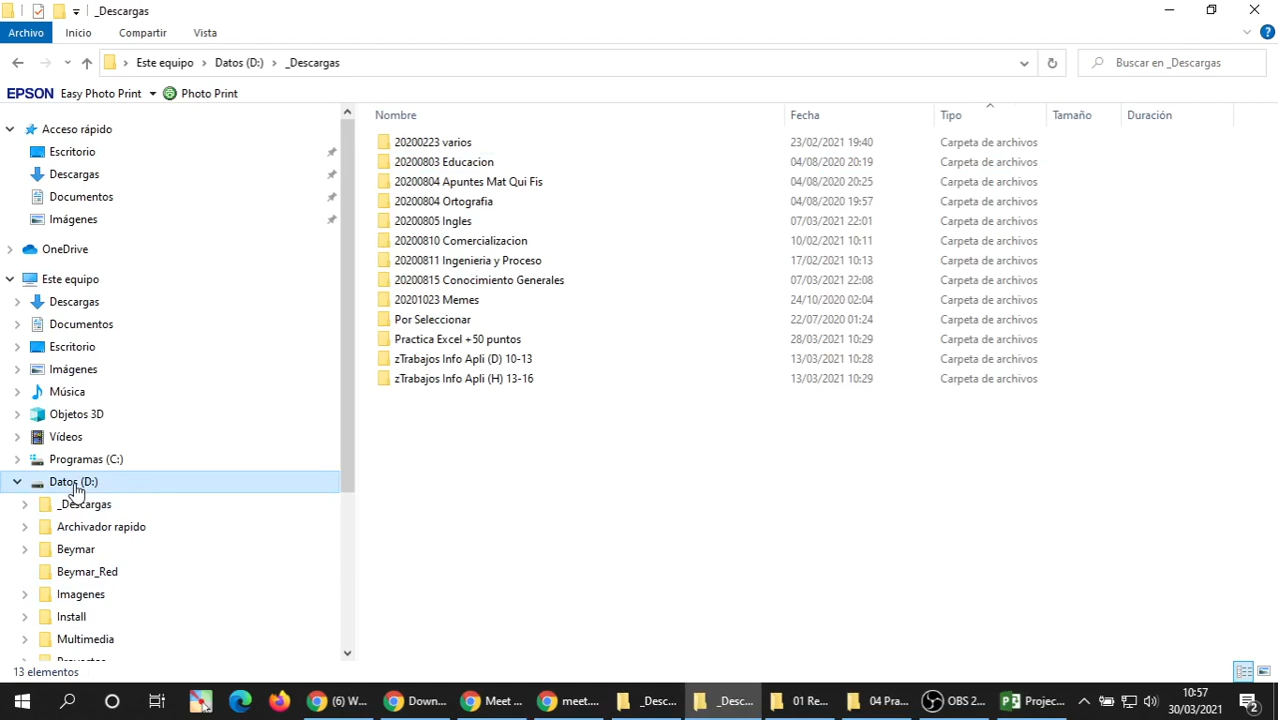 _Descargas
Archivo Inicio Compartir Vista
Este equipo Datos (D:) _Descargas Buscar en _Descargas
EPSON Easy Photo Print Photo Print
Acceso rápido
Escritorio
Descargas
Documentos
Imágenes
OneDrive
Este equipo
Descargas
Documentos
Escritorio
Imágenes
Música
Objetos 3D
Vídeos
Programas (C:)
Datos (D:)
_Descargas
Archivador rapido
Beymar
Beymar_Red
Imagenes
Install
Multimedia
Nombre Fecha Tipo Tamaño Duración
20200223 varios 23/02/2021 19:40 Carpeta de archivos
20200803 Educacion 04/08/2020 20:19 Carpeta de archivos
20200804 Apuntes Mat Qui Fis 04/08/2020 20:25 Carpeta de archivos
20200804 Ortografia 04/08/2020 19:57 Carpeta de archivos
20200805 Ingles 07/03/2021 22:01 Carpeta de archivos
20200810 Comercializacion 10/02/2021 10:11 Carpeta de archivos
20200811 Ingenieria y Proceso 17/02/2021 10:13 Carpeta de archivos
20200815 Conocimiento Generales 07/03/2021 22:08 Carpeta de archivos
20201023 Memes 24/10/2020 02:04 Carpeta de archivos
Por Seleccionar 22/07/2020 01:24 Carpeta de archivos
Practica Excel +50 puntos 28/03/2021 10:29 Carpeta de archivos
zTrabajos Info Apli (D) 10-13 13/03/2021 10:28 Carpeta de archivos
zTrabajos Info Apli (H) 13-16 13/03/2021 10:29 Carpeta de archivos
13 elementos
(6) W... Down... Meet ... meet.... _Desc... _Desc... 01 Re... 04 Pra... OBS 2... Projec... 10:57
30/03/2021 2